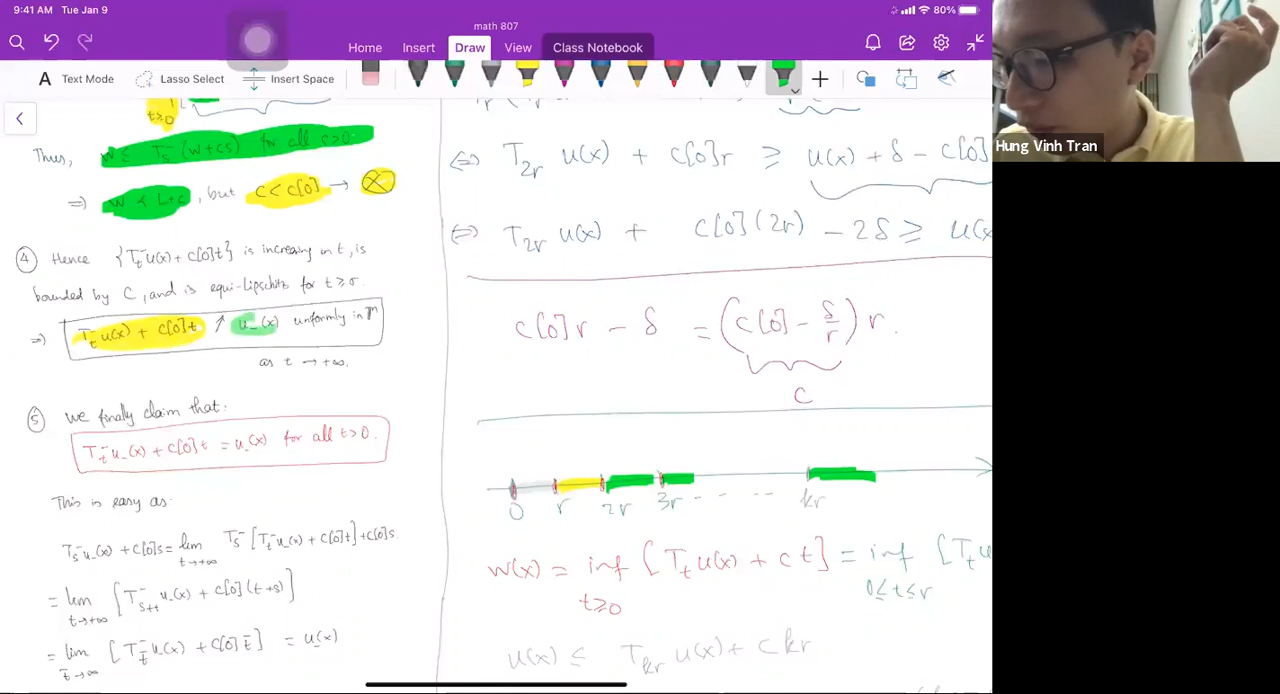 9:41 AM Tue Jan 9
80%
math 807
Home Insert Draw View Class Notebook
A Text Mode Lasso Select Insert Space
Hung Vinh Tran
t≥0
Thus, w ≤ T_s^- (w+cs) for all s>0.
⇒ w < L+c, but c < c[0] → ⊗
④ Hence {T_t^- u(x) + c[0]t} is increasing in t, is
bounded by C, and is equi-Lipschitz for t≥0.
⇒ T_t^- u(x) + c[0]t ↑ u_-(x) uniformly in 𝕋ⁿ
as t → +∞.
⑤ We finally claim that:
T_t^- u_-(x) + c[0]t = u_-(x) for all t>0.
This is easy as:
T_s^- u_-(x) + c[0]s = lim_{t→+∞} T_s^- [T_t^- u_-(x) + c[0]t] + c[0]s.
= lim_{t→+∞} [T_{s+t}^- u_-(x) + c[0](t+s)]
= lim_{t̄→∞} [T_{t̄}^- u_-(x) + c[0]t̄] = u_-(x)
⇔ T_{2r} u(x) + c[0]r ≥ u(x) + δ - c[0]
⇔ T_{2r} u(x) + c[0](2r) - 2δ ≥ u(x
c[0]r - δ = (c[0] - δ/r) r.
c
0 r 2r 3r - - .. .. kr
w(x) = inf_{t≥0} [T_t u(x) + ct] = inf_{0≤t≤r} [T_t u
u(x) ≤ T_{kr} u(x) + ckr